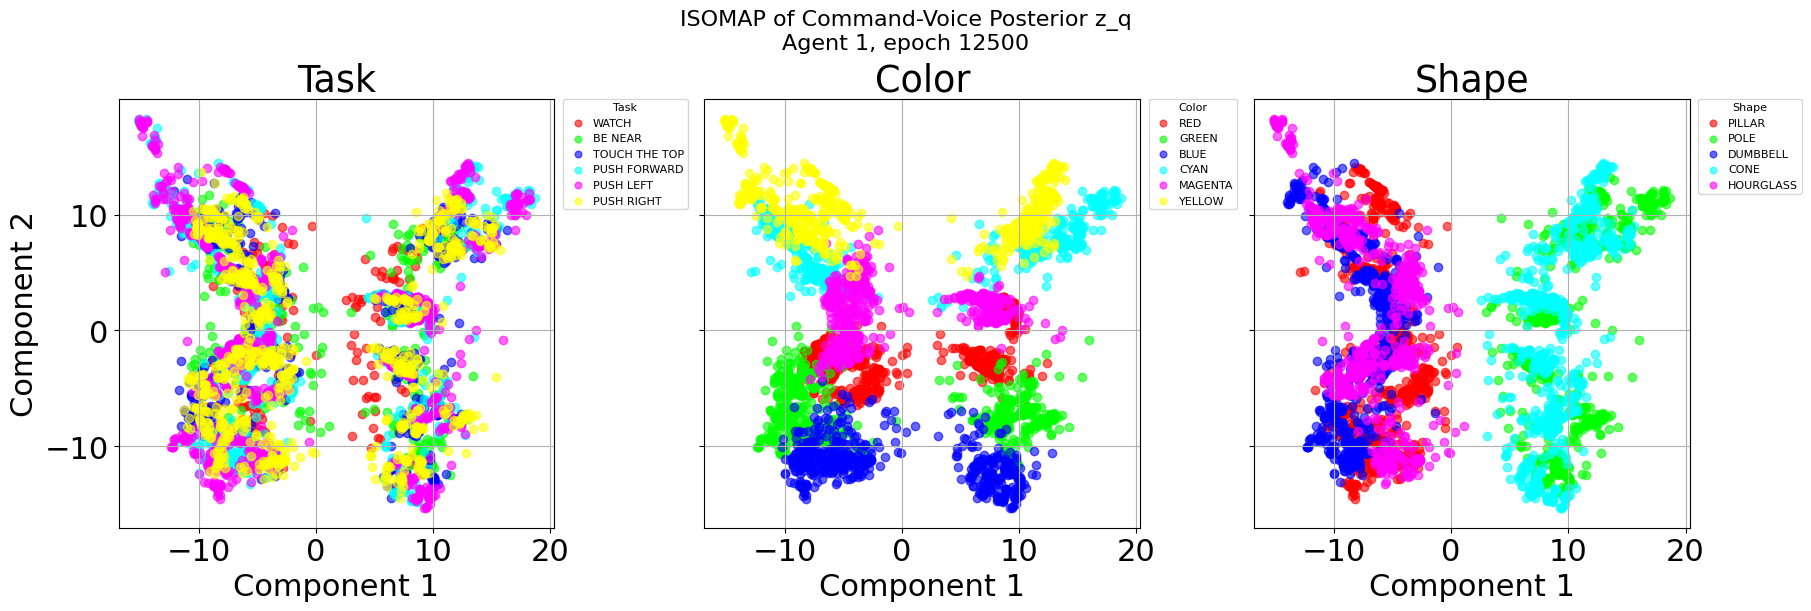 ISOMAP of Command-Voice Posterior z_q
Agent 1, epoch 12500
Task
Component 2
10
0
−10
−10
0
10
20
Component 1
Task
WATCH
BE NEAR
TOUCH THE TOP
PUSH FORWARD
PUSH LEFT
PUSH RIGHT
Color
−10
0
10
20
Component 1
Color
RED
GREEN
BLUE
CYAN
MAGENTA
YELLOW
Shape
−10
0
10
20
Component 1
Shape
PILLAR
POLE
DUMBBELL
CONE
HOURGLASS